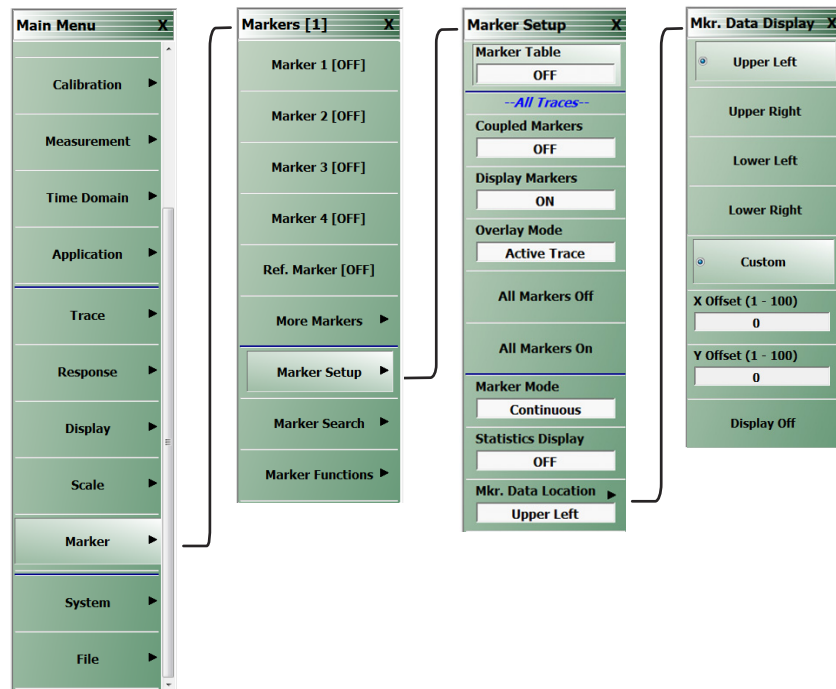 Main Menu X
Calibration
Measurement
Time Domain
Application
Trace
Response
Display
Scale
Marker
System
File
Markers [1] X
Marker 1 [OFF]
Marker 2 [OFF]
Marker 3 [OFF]
Marker 4 [OFF]
Ref. Marker [OFF]
More Markers
Marker Setup
Marker Search
Marker Functions
Marker Setup X
Marker Table
OFF
--All Traces--
Coupled Markers
OFF
Display Markers
ON
Overlay Mode
Active Trace
All Markers Off
All Markers On
Marker Mode
Continuous
Statistics Display
OFF
Mkr. Data Location
Upper Left
Mkr. Data Display X
Upper Left
Upper Right
Lower Left
Lower Right
Custom
X Offset (1 - 100)
0
Y Offset (1 - 100)
0
Display Off